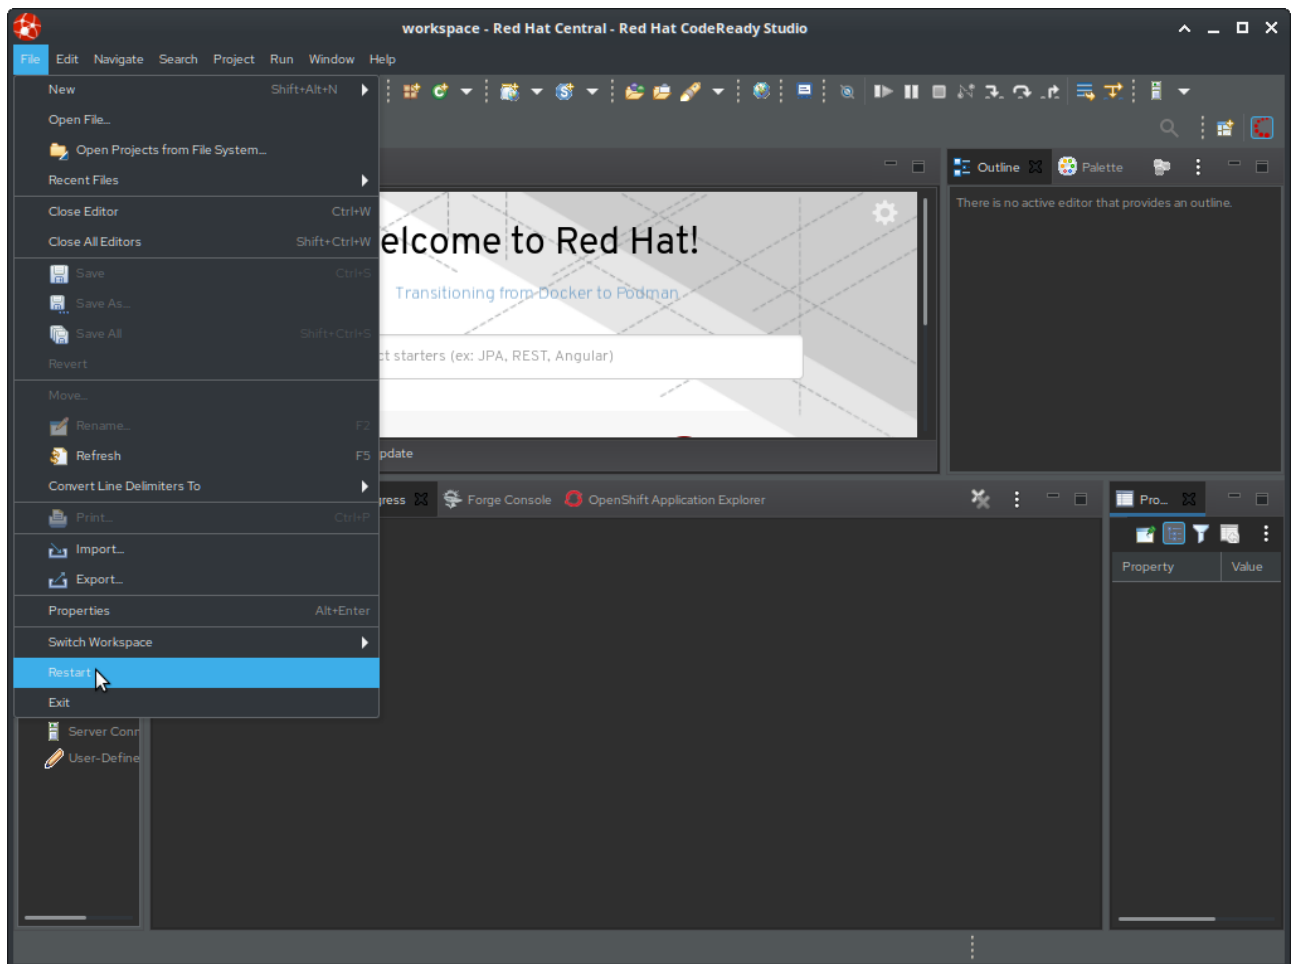 workspace - Red Hat Central - Red Hat CodeReady Studio
File Edit Navigate Search Project Run Window Help
New Shift+Alt+N
Open File...
Open Projects from File System...
Recent Files
Close Editor Ctrl+W
Close All Editors Shift+Ctrl+W
Save Ctrl+S
Save As...
Save All Shift+Ctrl+S
Revert
Move...
Rename... F2
Refresh F5
Convert Line Delimiters To
Print... Ctrl+P
Import...
Export...
Properties Alt+Enter
Switch Workspace
Restart
Exit
Server Conn
User-Define
elcome to Red Hat!
Transitioning from Docker to Podman
ct starters (ex: JPA, REST, Angular)
pdate
Outline Palette
There is no active editor that provides an outline.
gress Forge Console OpenShift Application Explorer
Pro...
Property Value